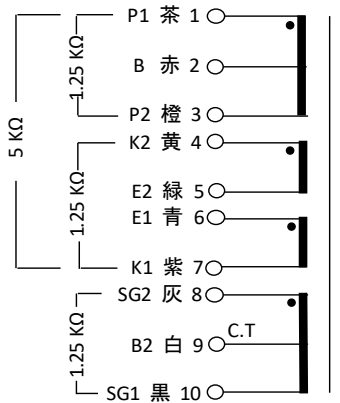 P1 茶 1
B 赤 2
P2 橙 3
K2 黄 4
E2 緑 5
E1 青 6
K1 紫 7
SG2 灰 8
B2 白 9 C.T
SG1 黒 10
5 KΩ
1.25 KΩ
1.25 KΩ
1.25 KΩ